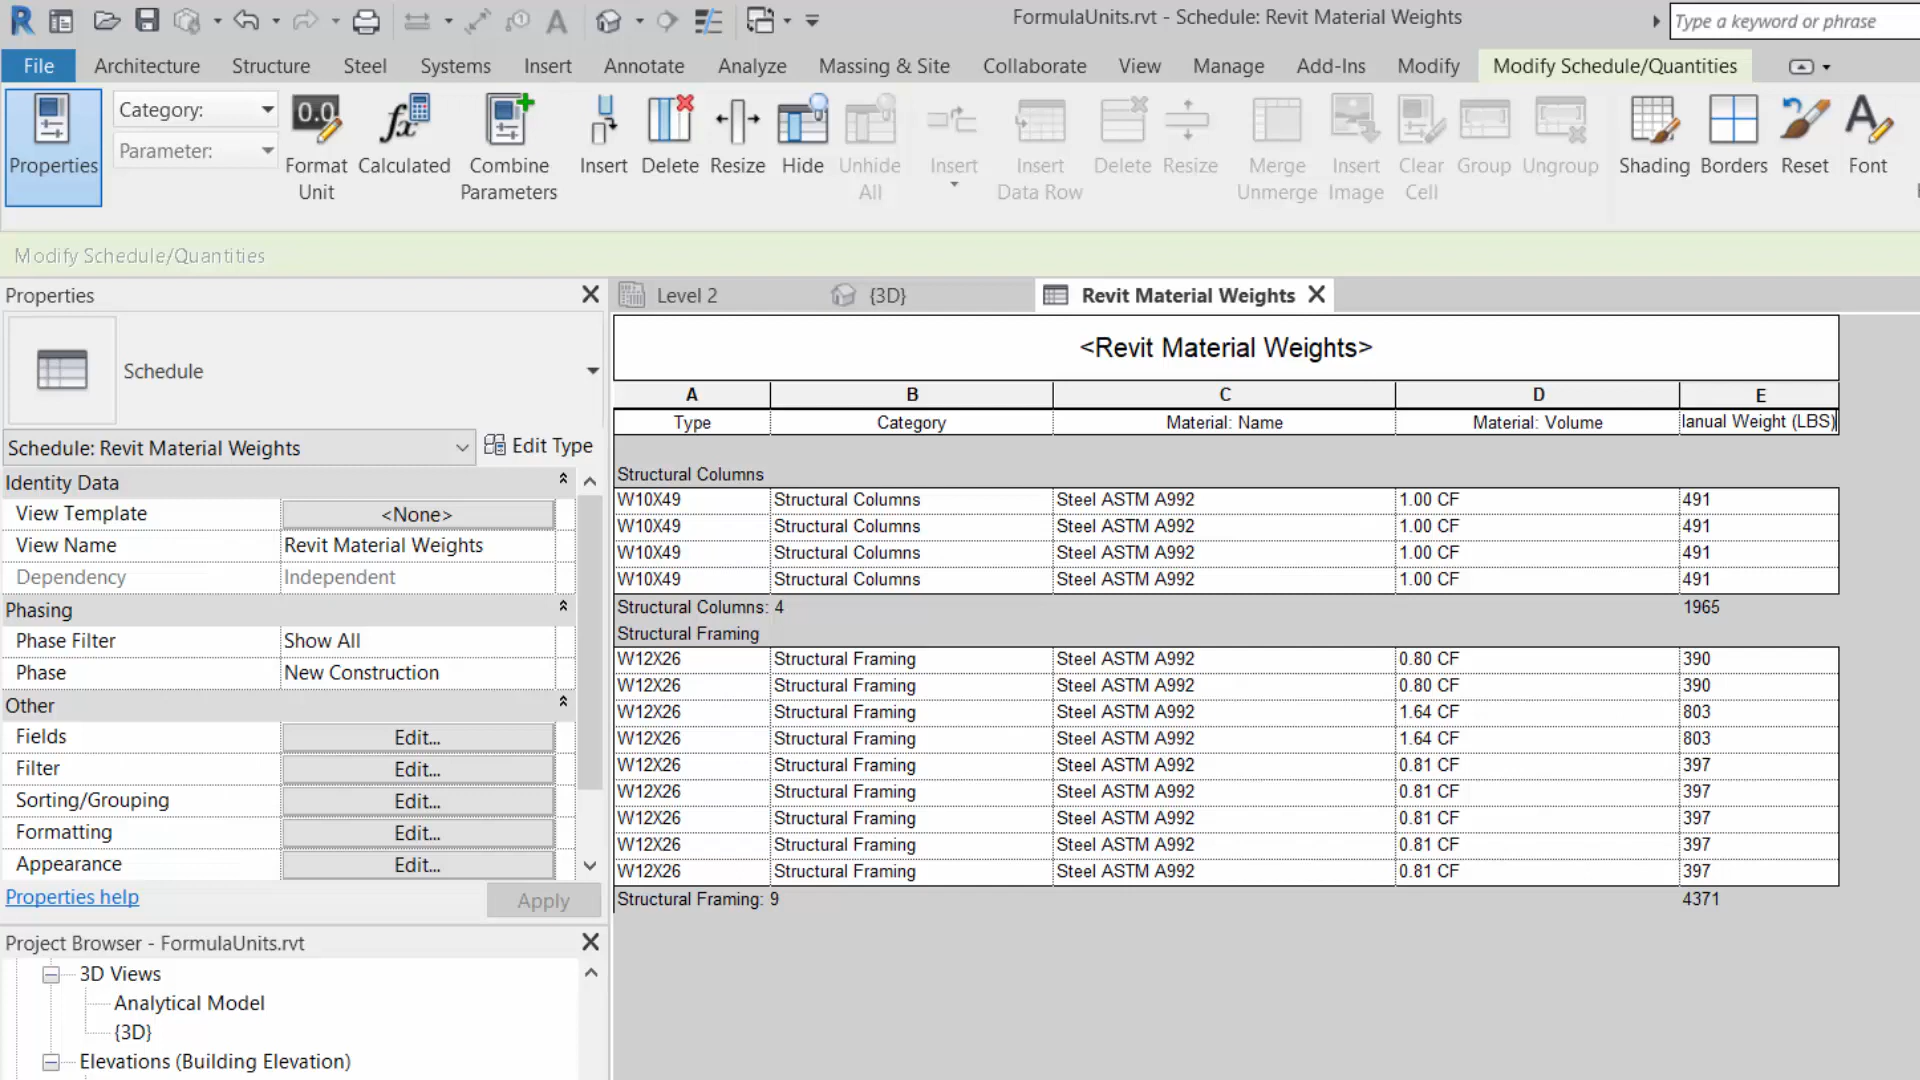 FormulaUnits.rvt - Schedule: Revit Material Weights
Type a keyword or phrase
File Architecture Structure Steel Systems Insert Annotate Analyze Massing & Site Collaborate View Manage Add-Ins Modify Modify Schedule/Quantities
Properties
Category:
Parameter:
0.0
Format
Unit
Calculated
Combine
Parameters
Insert
Delete
Resize
Hide
Unhide
All
Insert
Insert
Data Row
Delete
Resize
Merge
Unmerge
Insert
Image
Clear
Cell
Group
Ungroup
Shading
Borders
Reset
Font
Modify Schedule/Quantities
Properties
Schedule
Schedule: Revit Material Weights Edit Type
Identity Data
View Template <None>
View Name Revit Material Weights
Dependency Independent
Phasing
Phase Filter Show All
Phase New Construction
Other
Fields Edit...
Filter Edit...
Sorting/Grouping Edit...
Formatting Edit...
Appearance Edit...
Properties help Apply
Project Browser - FormulaUnits.rvt
3D Views
Analytical Model
{3D}
Elevations (Building Elevation)
Level 2 {3D} Revit Material Weights
<Revit Material Weights>
A B C D E
Type Category Material: Name Material: Volume lanual Weight (LBS)
Structural Columns
W10X49 Structural Columns Steel ASTM A992 1.00 CF 491
W10X49 Structural Columns Steel ASTM A992 1.00 CF 491
W10X49 Structural Columns Steel ASTM A992 1.00 CF 491
W10X49 Structural Columns Steel ASTM A992 1.00 CF 491
Structural Columns: 4 1965
Structural Framing
W12X26 Structural Framing Steel ASTM A992 0.80 CF 390
W12X26 Structural Framing Steel ASTM A992 0.80 CF 390
W12X26 Structural Framing Steel ASTM A992 1.64 CF 803
W12X26 Structural Framing Steel ASTM A992 1.64 CF 803
W12X26 Structural Framing Steel ASTM A992 0.81 CF 397
W12X26 Structural Framing Steel ASTM A992 0.81 CF 397
W12X26 Structural Framing Steel ASTM A992 0.81 CF 397
W12X26 Structural Framing Steel ASTM A992 0.81 CF 397
W12X26 Structural Framing Steel ASTM A992 0.81 CF 397
Structural Framing: 9 4371